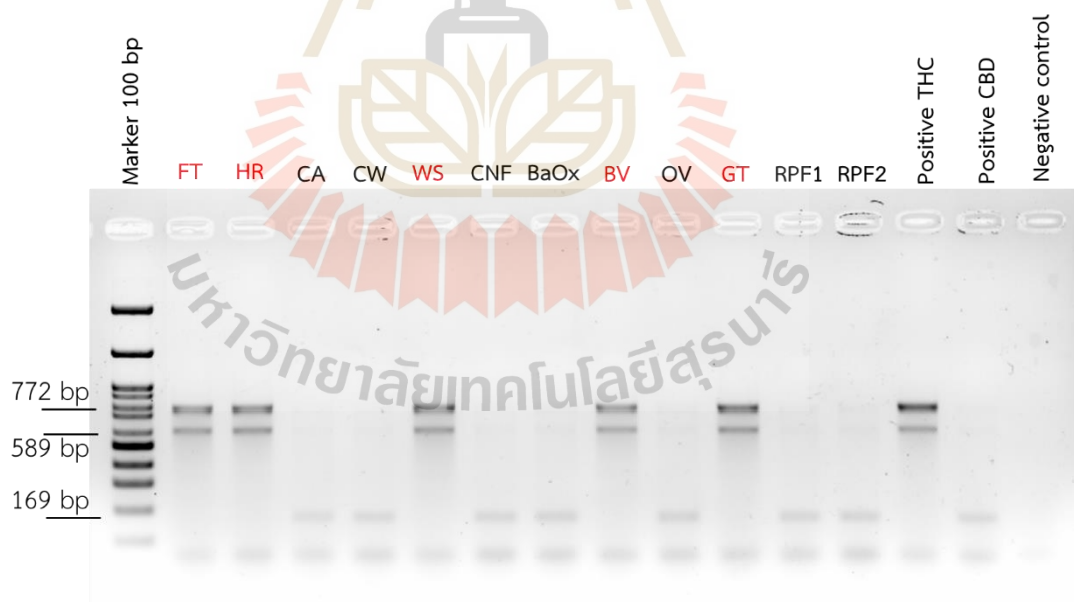 Marker 100 bp
FT
HR
CA
CW
WS
CNF
BaOx
BV
OV
GT
RPF1
RPF2
Positive THC
Positive CBD
Negative control
772 bp
589 bp
169 bp
มหาวิทยาลัยเทคโนโลยีสุรนารี